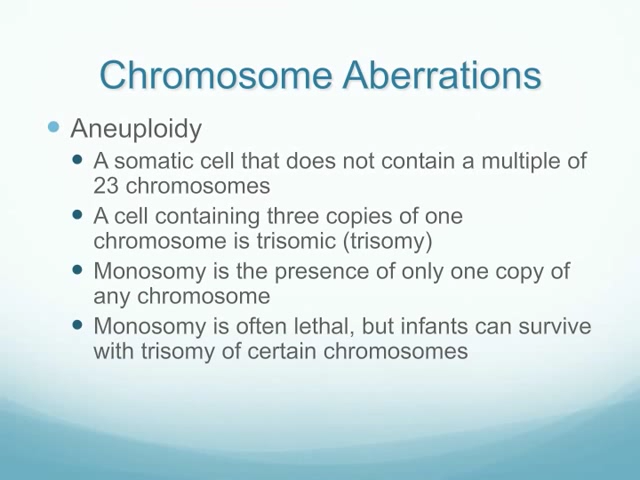 Chromosome Aberrations
Aneuploidy
A somatic cell that does not contain a multiple of
23 chromosomes
A cell containing three copies of one
chromosome is trisomic (trisomy)
Monosomy is the presence of only one copy of
any chromosome
Monosomy is often lethal, but infants can survive
with trisomy of certain chromosomes